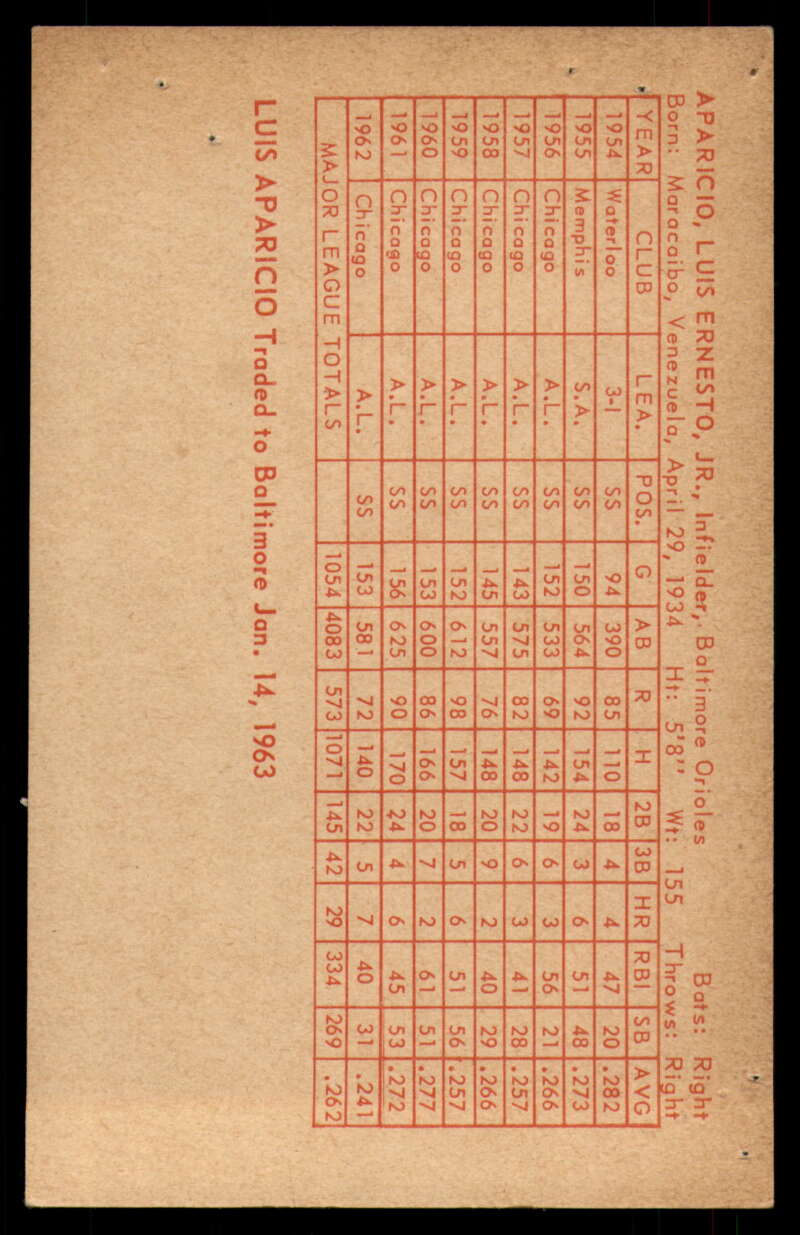 APARICIO, LUIS ERNESTO, JR., Infielder, Baltimore Orioles Bats: Right
Born: Maracaibo, Venezuela, April 29, 1934 Ht: 5'8'' Wt: 155 Throws: Right
YEAR CLUB LEA. POS. G AB R H 2B 3B HR RBI SB AVG
1954 Waterloo 3-I SS 94 390 85 110 18 4 4 47 20 .282
1955 Memphis S.A. SS 150 564 92 154 24 3 6 51 48 .273
1956 Chicago A.L. SS 152 533 69 142 19 6 3 56 21 .266
1957 Chicago A.L. SS 143 575 82 148 22 6 3 41 28 .257
1958 Chicago A.L. SS 145 557 76 148 20 9 2 40 29 .266
1959 Chicago A.L. SS 152 612 98 157 18 5 6 51 56 .257
1960 Chicago A.L. SS 153 600 86 166 20 7 2 61 51 .277
1961 Chicago A.L. SS 156 625 90 170 24 4 6 45 53 .272
1962 Chicago A.L. SS 153 581 72 140 22 5 7 40 31 .241
MAJOR LEAGUE TOTALS 1054 4083 573 1071 145 42 29 334 269 .262
LUIS APARICIO Traded to Baltimore Jan. 14, 1963